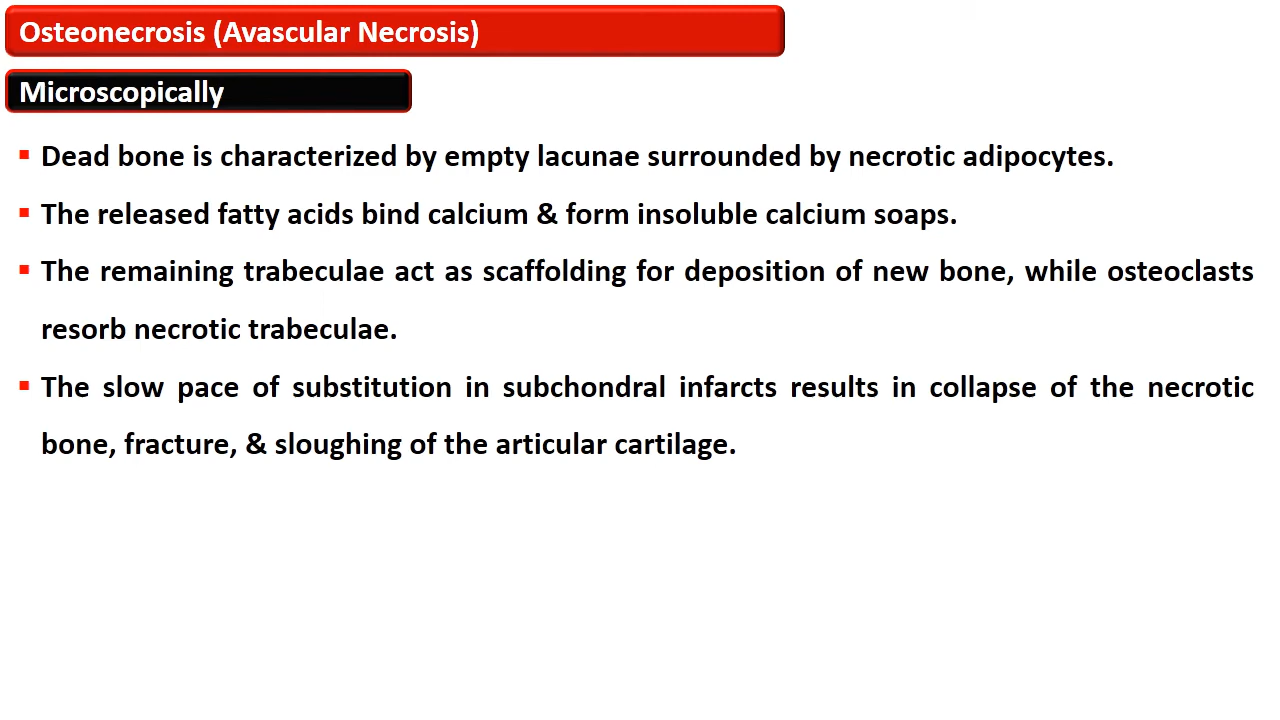 Osteonecrosis (Avascular Necrosis)
Microscopically
▪ Dead bone is characterized by empty lacunae surrounded by necrotic adipocytes.
▪ The released fatty acids bind calcium & form insoluble calcium soaps.
▪ The remaining trabeculae act as scaffolding for deposition of new bone, while osteoclasts
resorb necrotic trabeculae.
▪ The slow pace of substitution in subchondral infarcts results in collapse of the necrotic
bone, fracture, & sloughing of the articular cartilage.